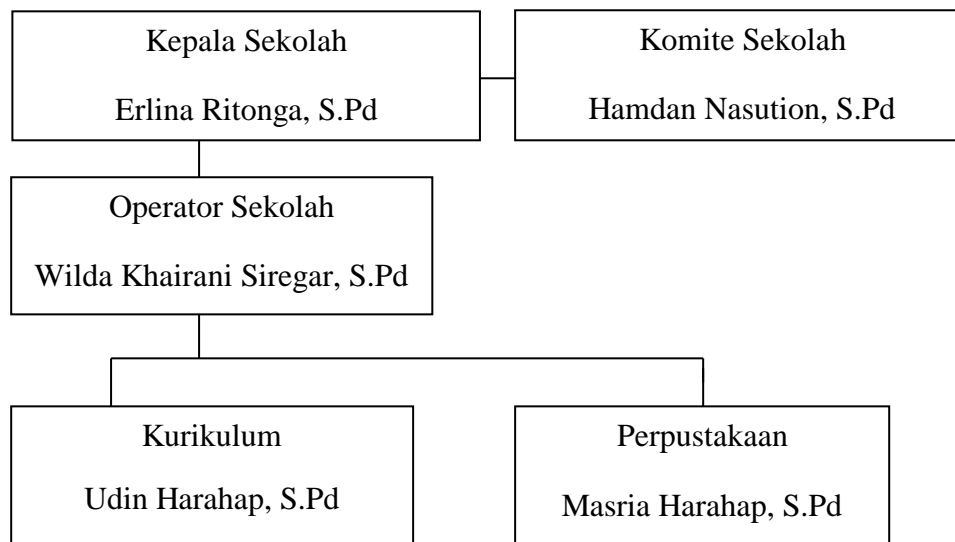 Kepala Sekolah
Erlina Ritonga, S.Pd
Komite Sekolah
Hamdan Nasution, S.Pd
Operator Sekolah
Wilda Khairani Siregar, S.Pd
Kurikulum
Udin Harahap, S.Pd
Perpustakaan
Masria Harahap, S.Pd